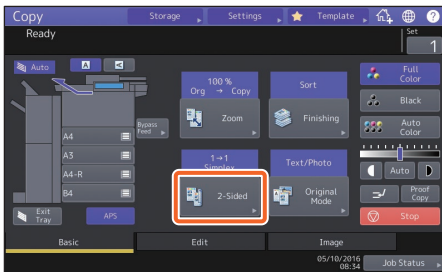 Copy
Storage
Settings
Template
?
Ready
Set
1
Auto
A
A
100 %
Org → Copy
Sort
Full
Color
Zoom
Finishing
Black
Bypass
Feed
Auto
Color
A4
A3
A4-R
B4
1→1
Simplex
Text/Photo
Auto
2-Sided
Original
Mode
Proof
Copy
Exit
Tray
APS
Stop
Basic
Edit
Image
05/10/2016
08:34
Job Status